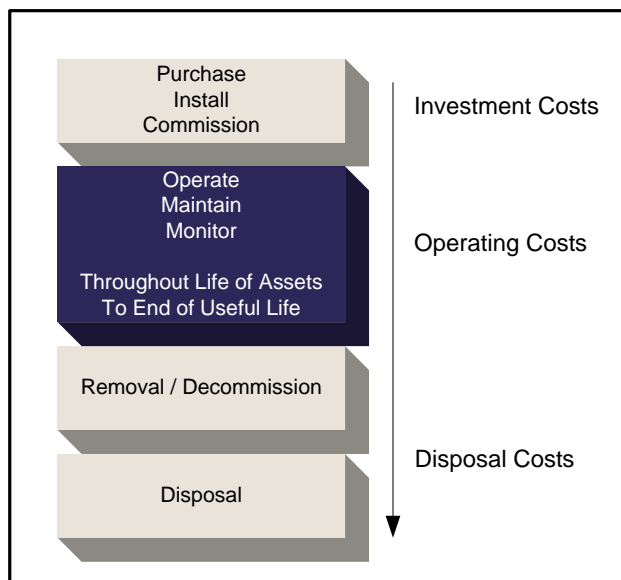 Purchase
Install
Commission
Investment Costs
Operate
Maintain
Monitor
Throughout Life of Assets
To End of Useful Life
Operating Costs
Removal / Decommission
Disposal Costs
Disposal